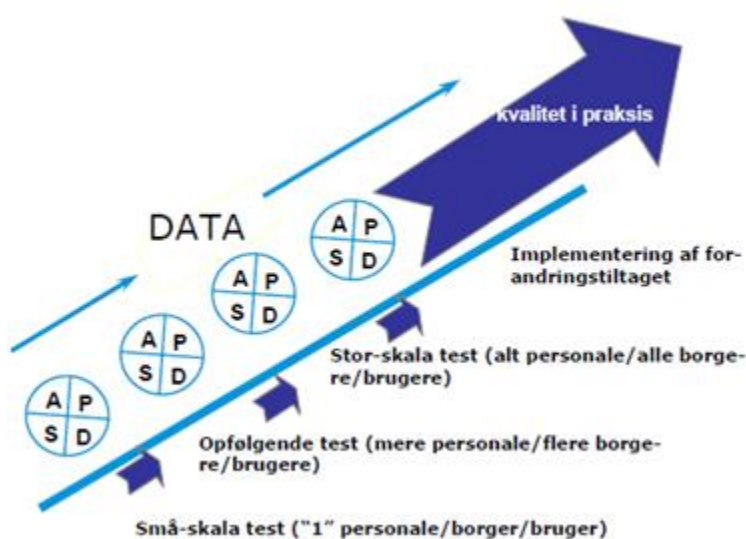 kvalitet i praksis
DATA
A P
S D
A P
S D
A P
S D
A P
S D
Implementering af for-
andringstiltaget
Stor-skala test (alt personale/alle borge-
re/brugere)
Opfølgende test (mere personale/flere borge-
re/brugere)
Små-skala test ("1" personale/borger/bruger)